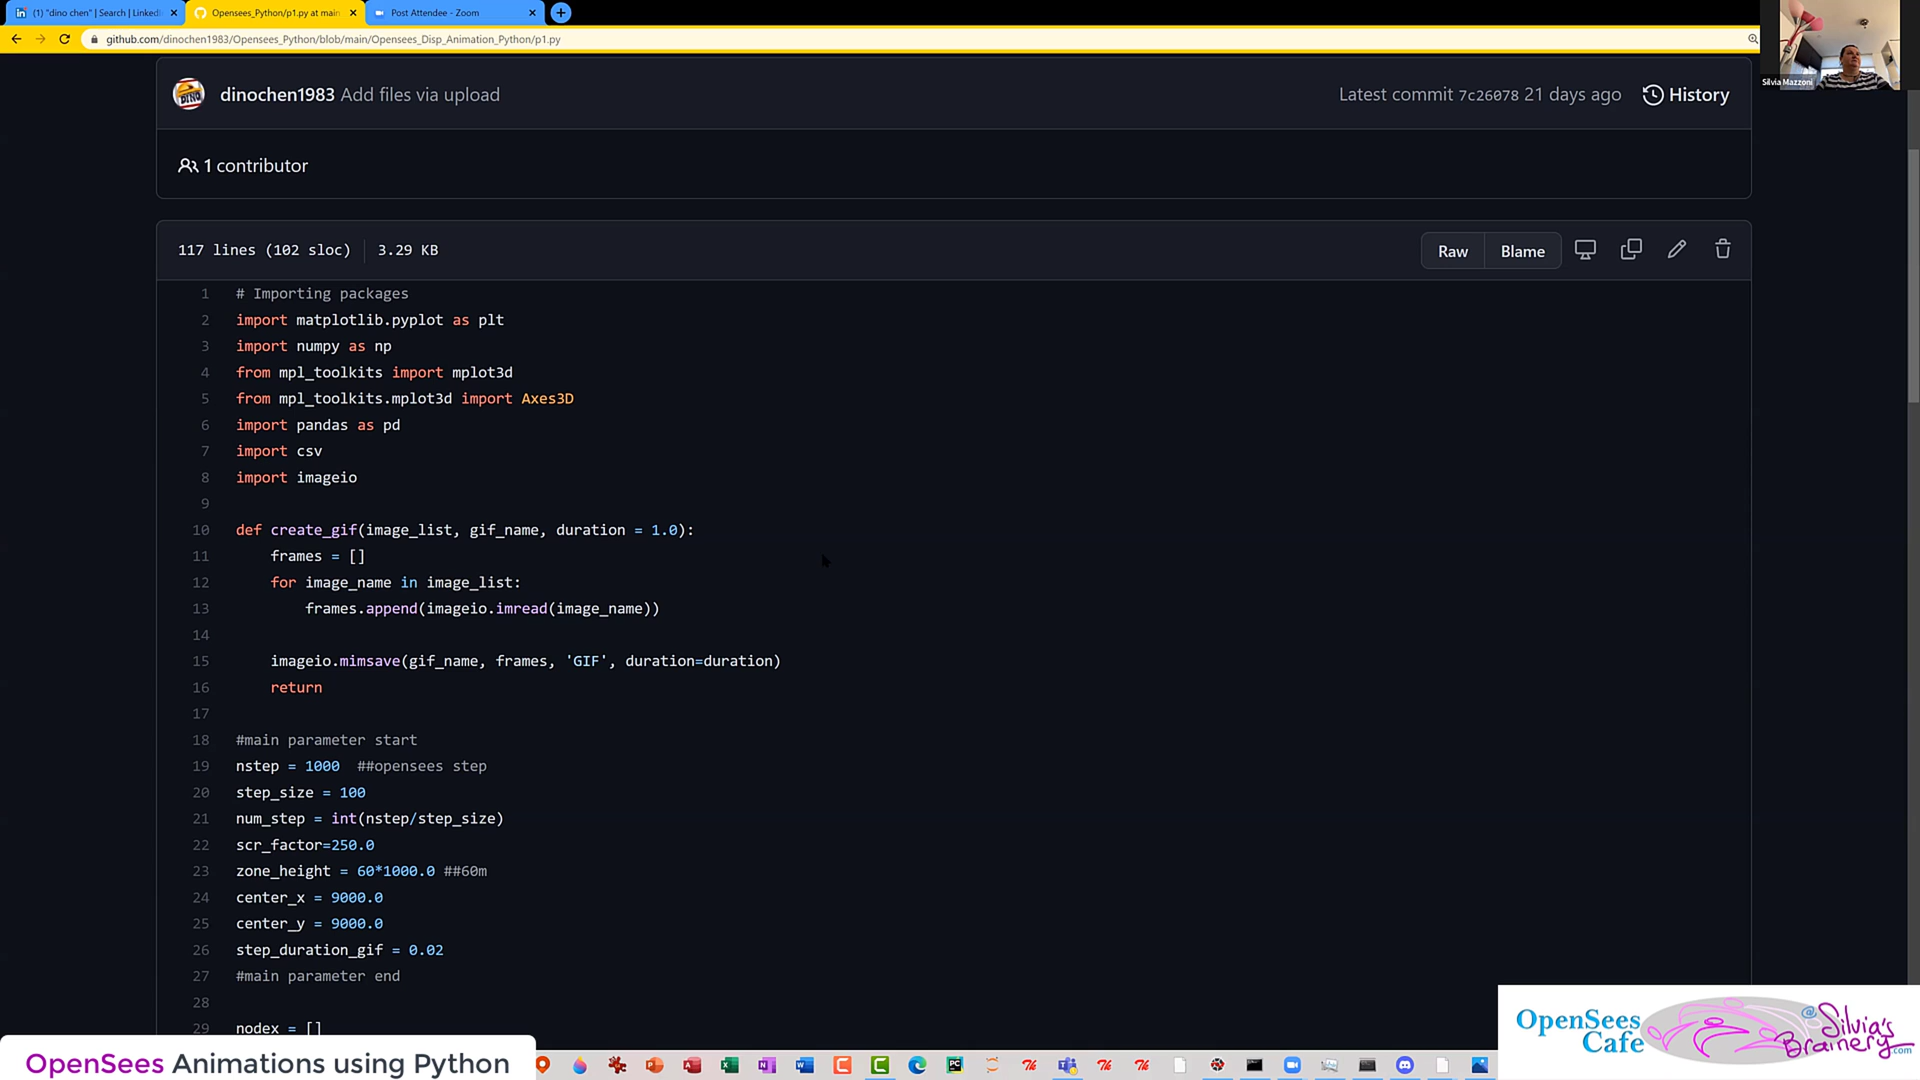 (1) "dino chen" | Search | LinkedI
Opensees_Python/p1.py at main
Post Attendee - Zoom
github.com/dinochen1983/Opensees_Python/blob/main/Opensees_Disp_Animation_Python/p1.py
Silvia Mazzoni
DINO
dinochen1983 Add files via upload
Latest commit 7c26078 21 days ago
History
1 contributor
117 lines (102 sloc) 3.29 KB
Raw
Blame
1 # Importing packages
2 import matplotlib.pyplot as plt
3 import numpy as np
4 from mpl_toolkits import mplot3d
5 from mpl_toolkits.mplot3d import Axes3D
6 import pandas as pd
7 import csv
8 import imageio
9
10 def create_gif(image_list, gif_name, duration = 1.0):
11 frames = []
12 for image_name in image_list:
13 frames.append(imageio.imread(image_name))
14
15 imageio.mimsave(gif_name, frames, 'GIF', duration=duration)
16 return
17
18 #main parameter start
19 nstep = 1000 ##opensees step
20 step_size = 100
21 num_step = int(nstep/step_size)
22 scr_factor=250.0
23 zone_height = 60*1000.0 ##60m
24 center_x = 9000.0
25 center_y = 9000.0
26 step_duration_gif = 0.02
27 #main parameter end
28
29 nodex = []
OpenSees Animations using Python
OpenSees
Cafe
@Silvia's
Brainery.com